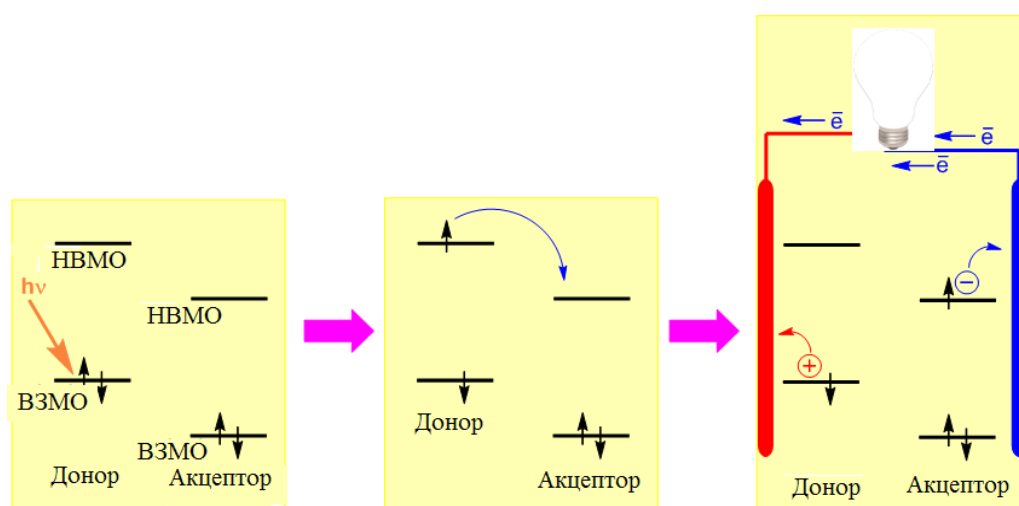 НВМО
hν
НВМО
ВЗМО
ВЗМО
Донор
Акцептор
Донор
Акцептор
ē
ē
ē
−
+
Донор
Акцептор